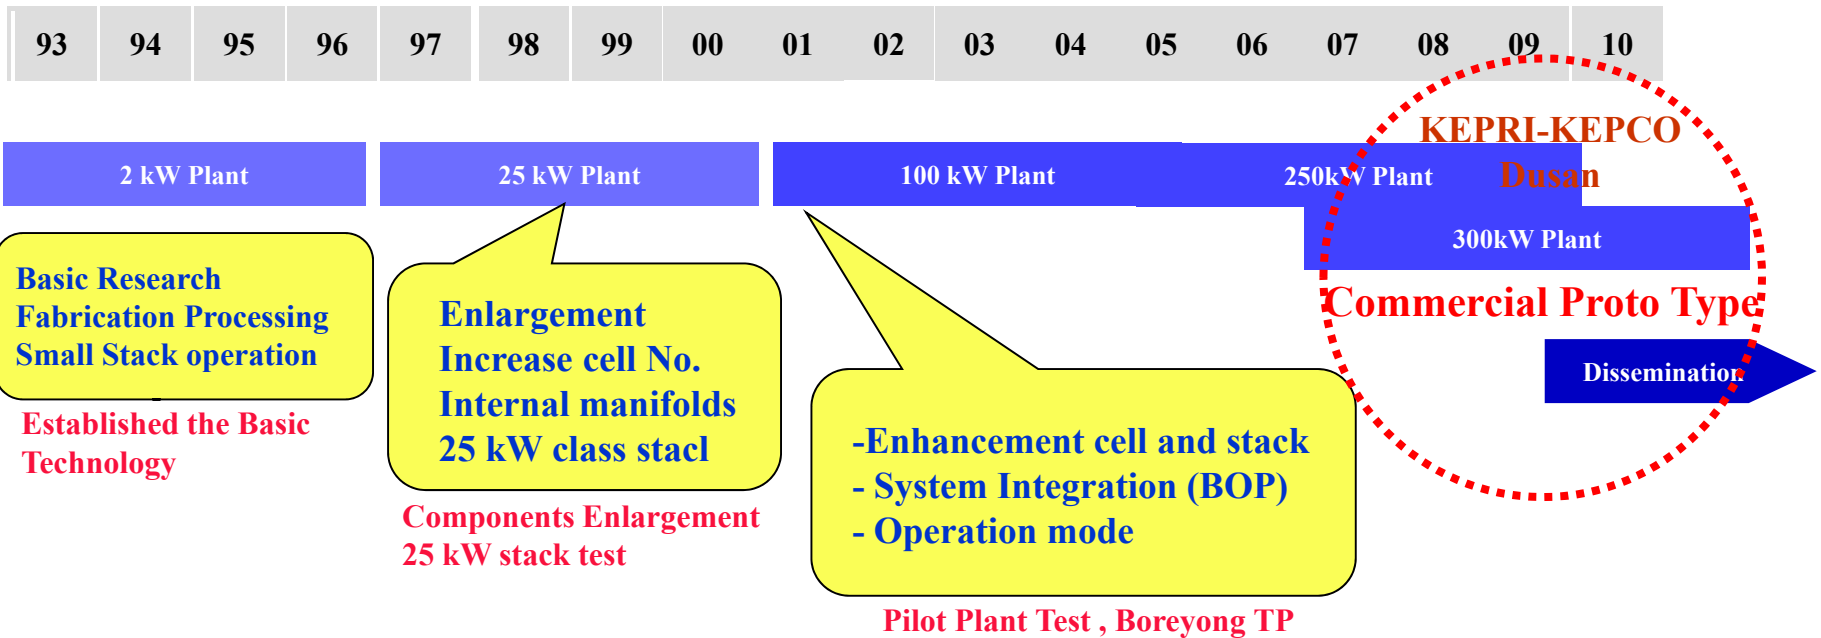 93 94 95 96 97 98 99 00 01 02 03 04 05 06 07 08 09 10
KEPRI-KEPCO
Dusan
2 kW Plant
25 kW Plant
100 kW Plant
250kW Plant
300kW Plant
Commercial Proto Type
Dissemination
Basic Research
Fabrication Processing
Small Stack operation
Established the Basic
Technology
Enlargement
Increase cell No.
Internal manifolds
25 kW class stacl
Components Enlargement
25 kW stack test
-Enhancement cell and stack
- System Integration (BOP)
- Operation mode
Pilot Plant Test , Boreyong TP